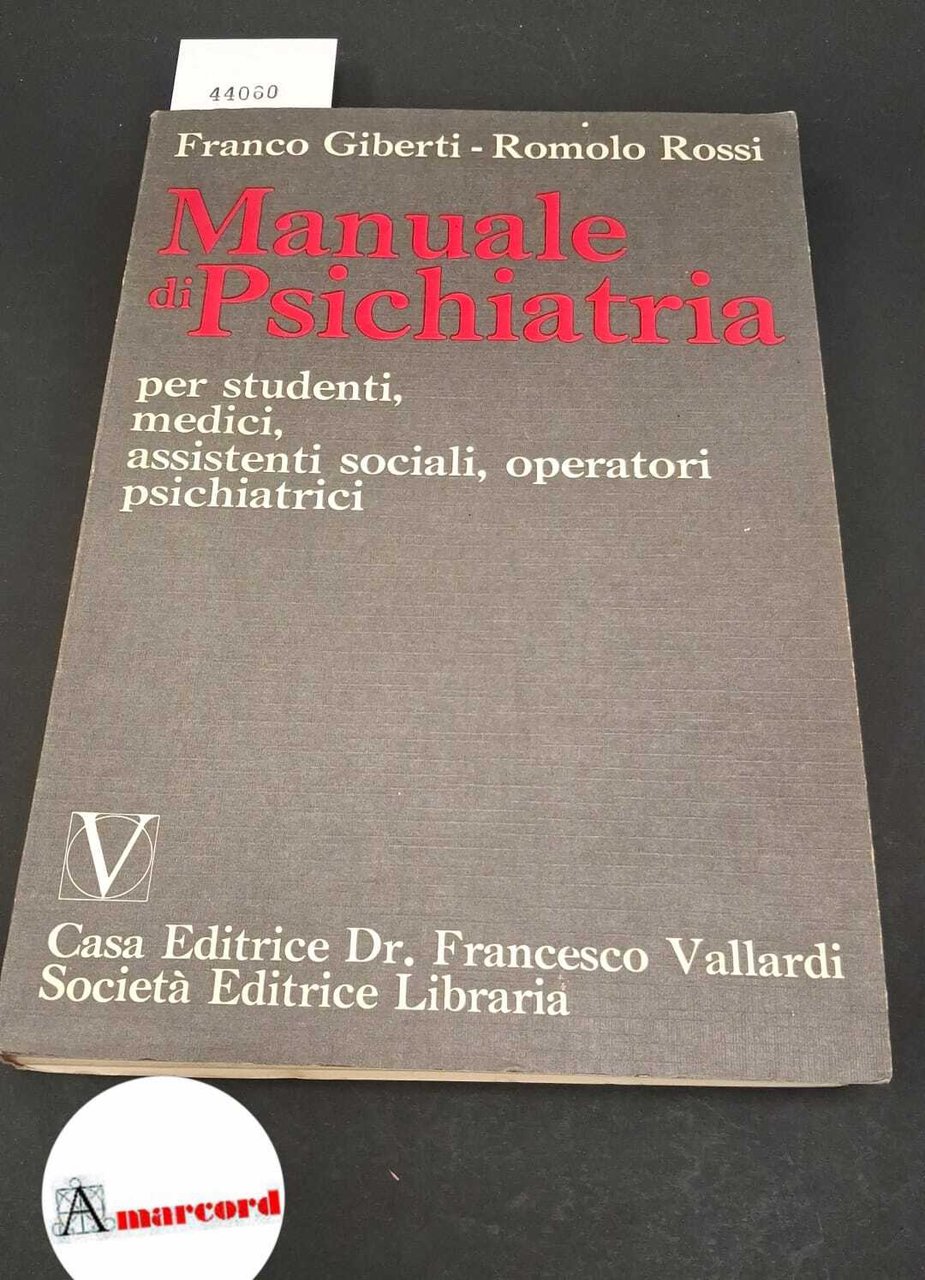 44060
Franco Giberti - Romolo Rossi
Manuale
di Psichiatria
per studenti,
medici,
assistenti sociali, operatori
psichiatrici
V
Casa Editrice Dr. Francesco Vallardi
Società Editrice Libraria
Amarcord